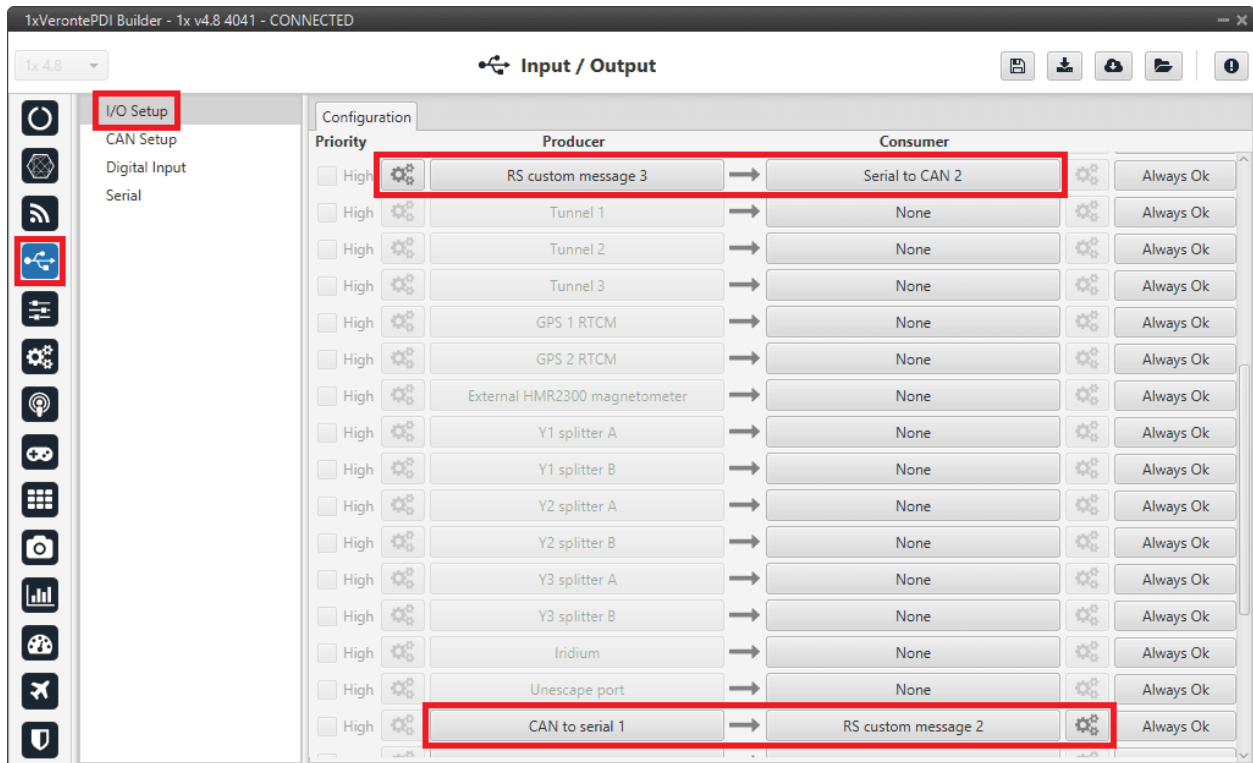 1xVerontePDI Builder - 1x v4.8 4041 - CONNECTED
1x 4.8
Input / Output
I/O Setup
CAN Setup
Digital Input
Serial
Configuration
Priority Producer Consumer
High RS custom message 3 Serial to CAN 2 Always Ok
High Tunnel 1 None Always Ok
High Tunnel 2 None Always Ok
High Tunnel 3 None Always Ok
High GPS 1 RTCM None Always Ok
High GPS 2 RTCM None Always Ok
High External HMR2300 magnetometer None Always Ok
High Y1 splitter A None Always Ok
High Y1 splitter B None Always Ok
High Y2 splitter A None Always Ok
High Y2 splitter B None Always Ok
High Y3 splitter A None Always Ok
High Y3 splitter B None Always Ok
High Iridium None Always Ok
High Unescape port None Always Ok
High CAN to serial 1 RS custom message 2 Always Ok